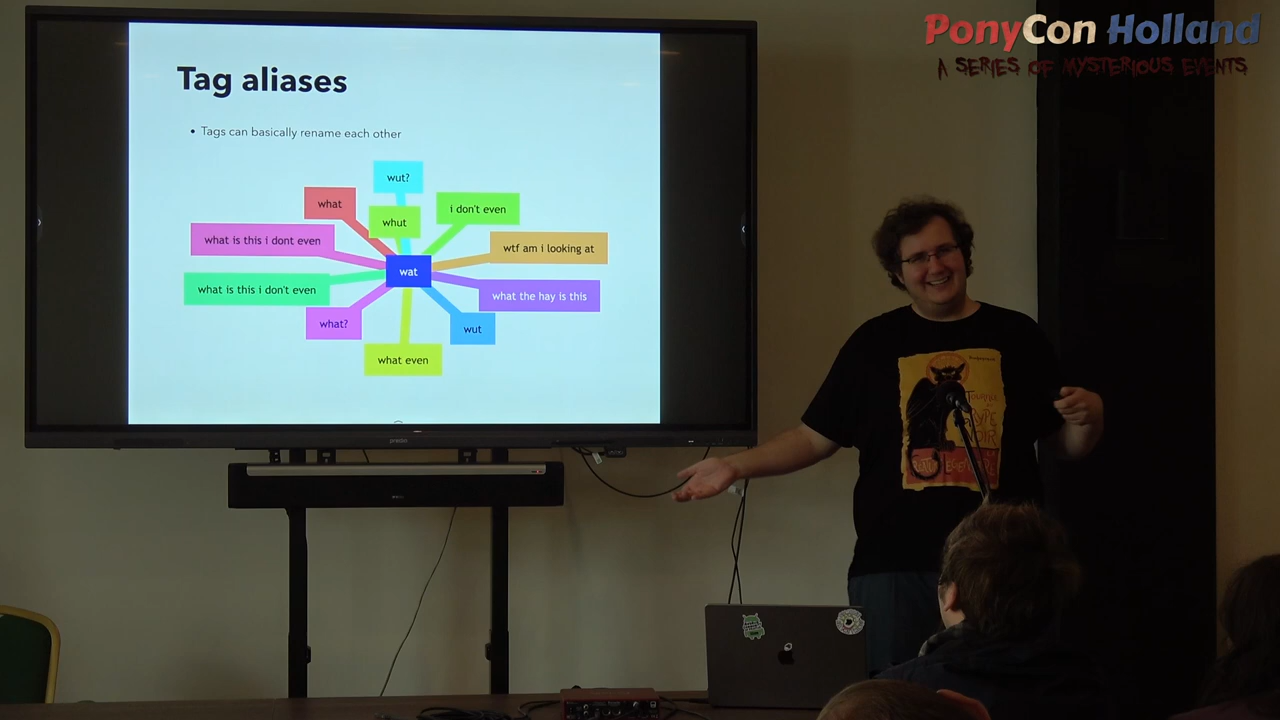 PonyCon Holland
A SERIES OF MYSTERIOUS EVENTS
Tag aliases
• Tags can basically rename each other
wut?
what
whut
i don't even
what is this i dont even
wtf am i looking at
wat
what is this i don't even
what the hay is this
what?
wut
what even